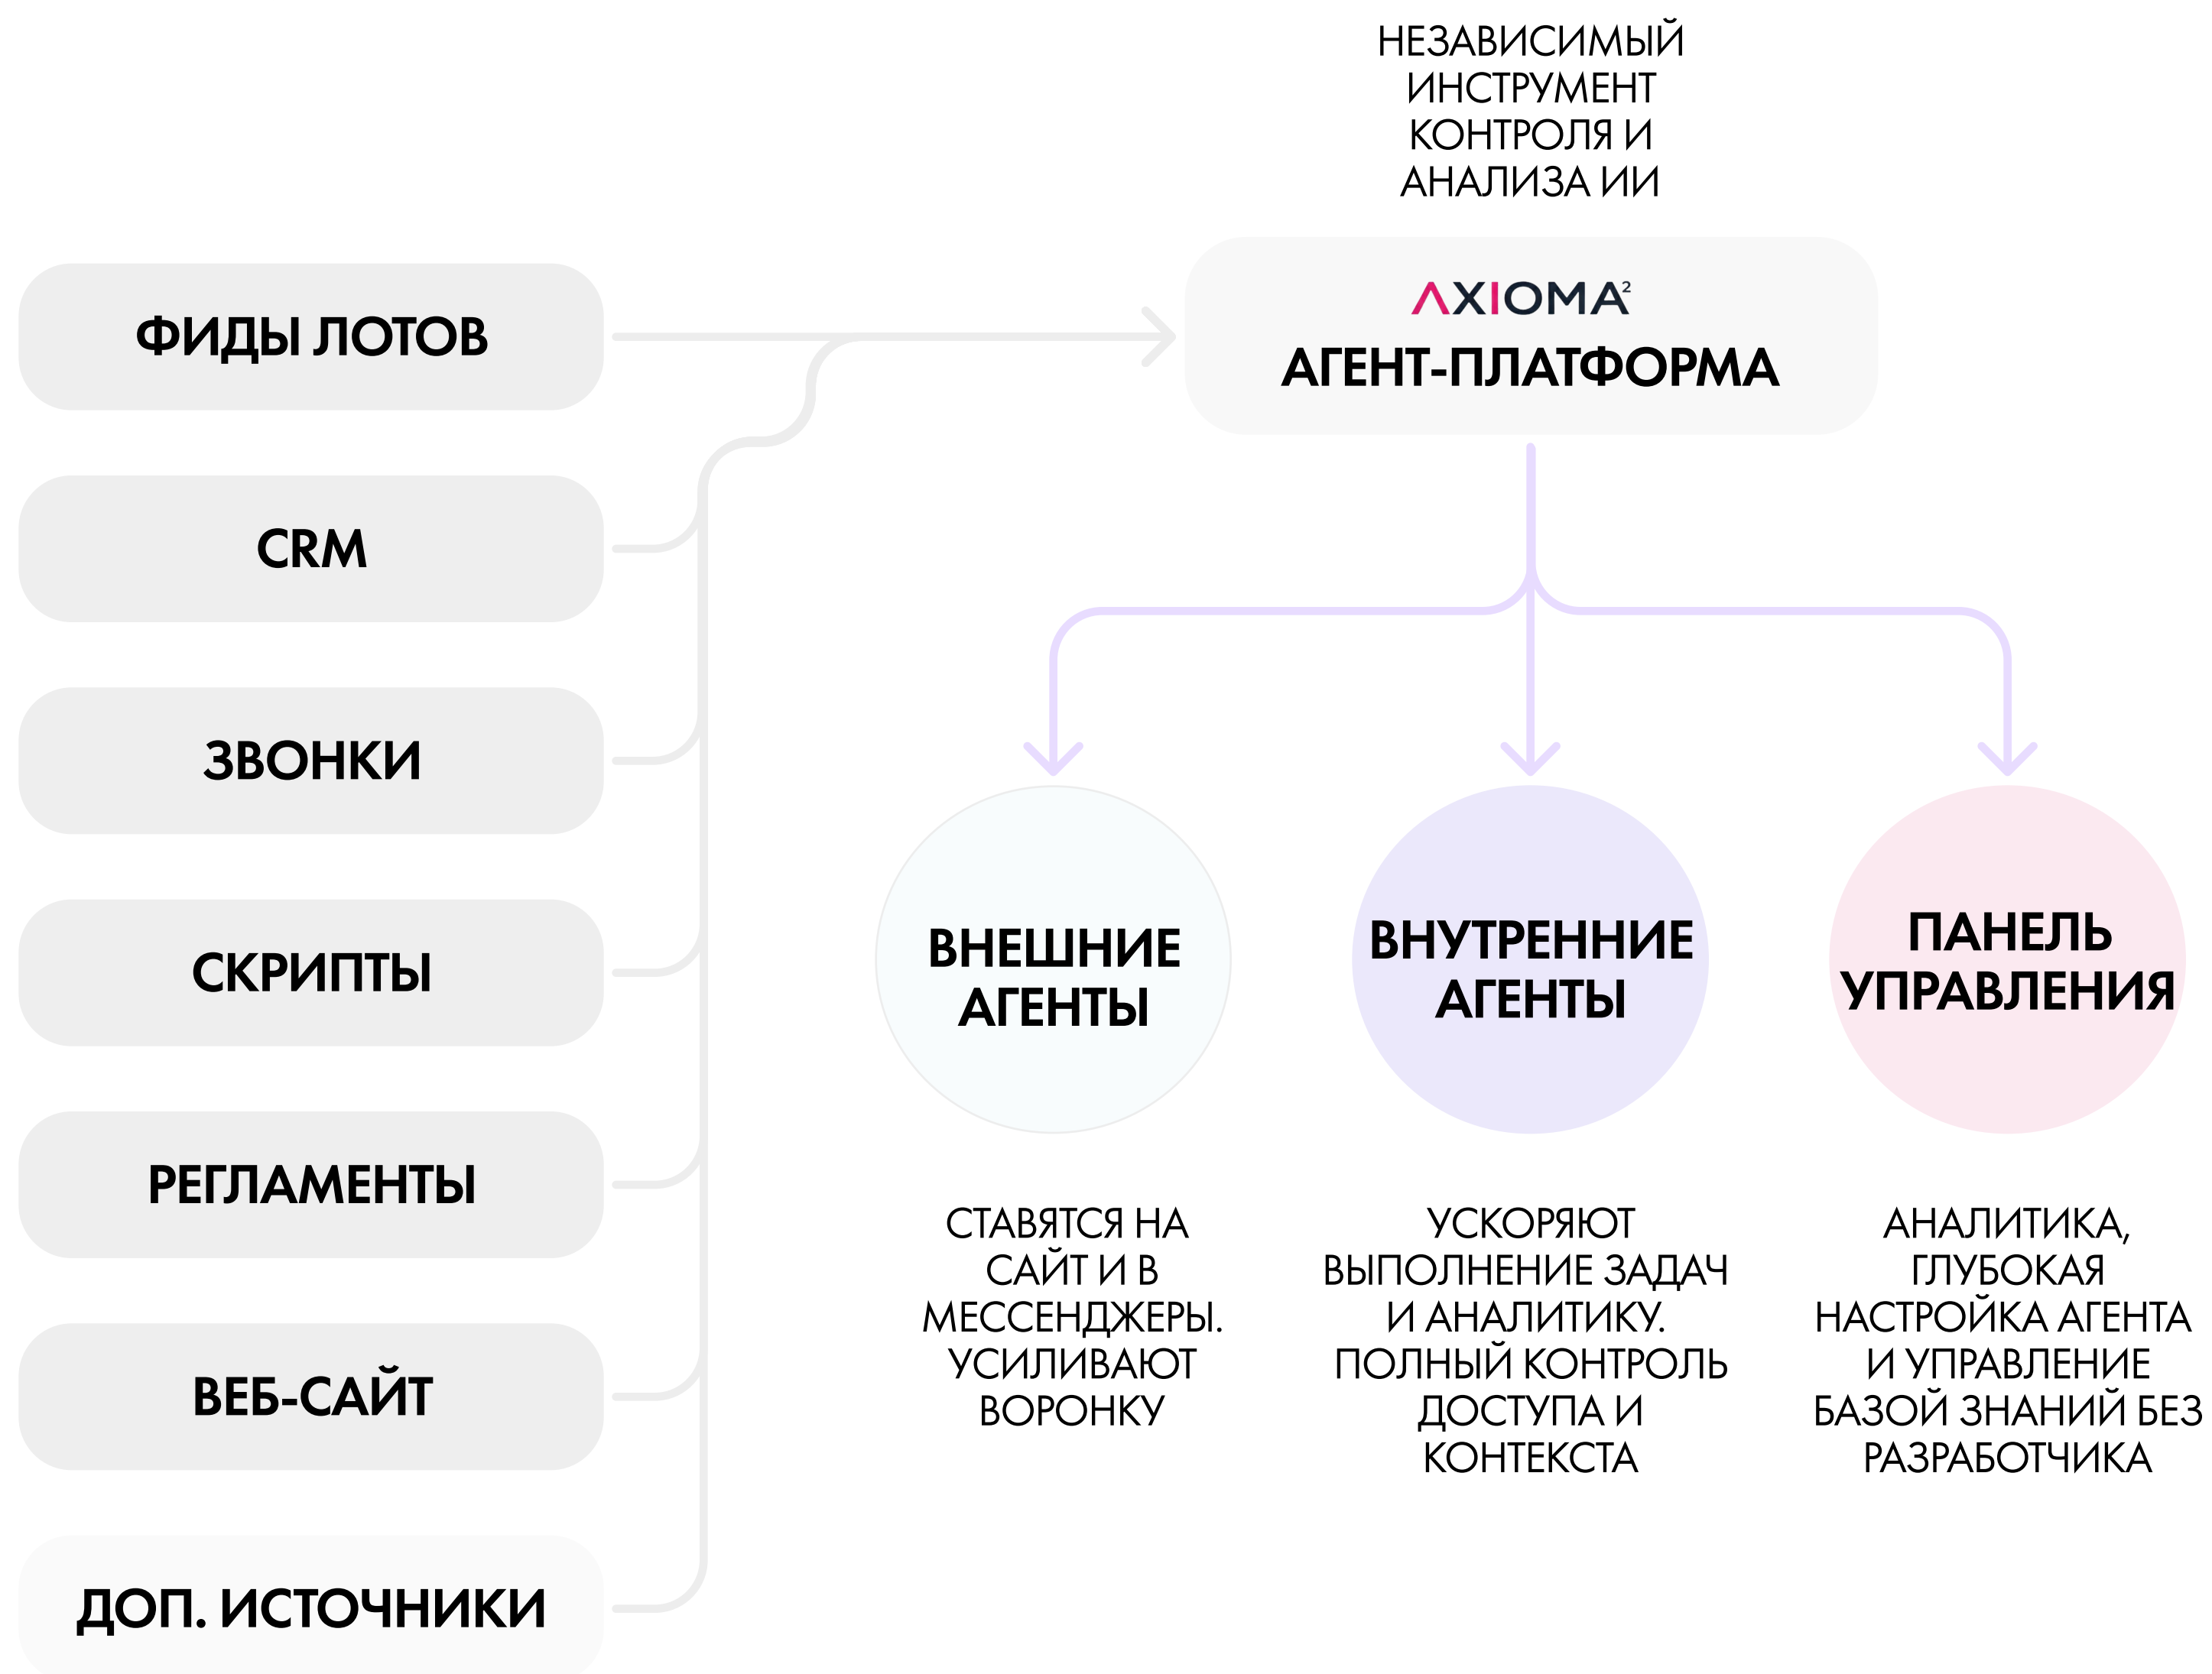 НЕЗАВИСИМЫЙ
ИНСТРУМЕНТ
КОНТРОЛЯ И
АНАЛИЗА ИИ
AXIOMA²
АГЕНТ-ПЛАТФОРМА
ФИДЫ ЛОТОВ
CRM
ЗВОНКИ
СКРИПТЫ
РЕГЛАМЕНТЫ
ВЕБ-САЙТ
ДОП. ИСТОЧНИКИ
ВНЕШНИЕ
АГЕНТЫ
СТАВЯТСЯ НА
САЙТ И В
МЕССЕНДЖЕРЫ.
УСИЛИВАЮТ
ВОРОНКУ
ВНУТРЕННИЕ
АГЕНТЫ
УСКОРЯЮТ
ВЫПОЛНЕНИЕ ЗАДАЧ
И АНАЛИТИКУ.
ПОЛНЫЙ КОНТРОЛЬ
ДОСТУПА И
КОНТЕКСТА
ПАНЕЛЬ
УПРАВЛЕНИЯ
АНАЛИТИКА,
ГЛУБОКАЯ
НАСТРОЙКА АГЕНТА
И УПРАВЛЕНИЕ
БАЗОЙ ЗНАНИЙ БЕЗ
РАЗРАБОТЧИКА